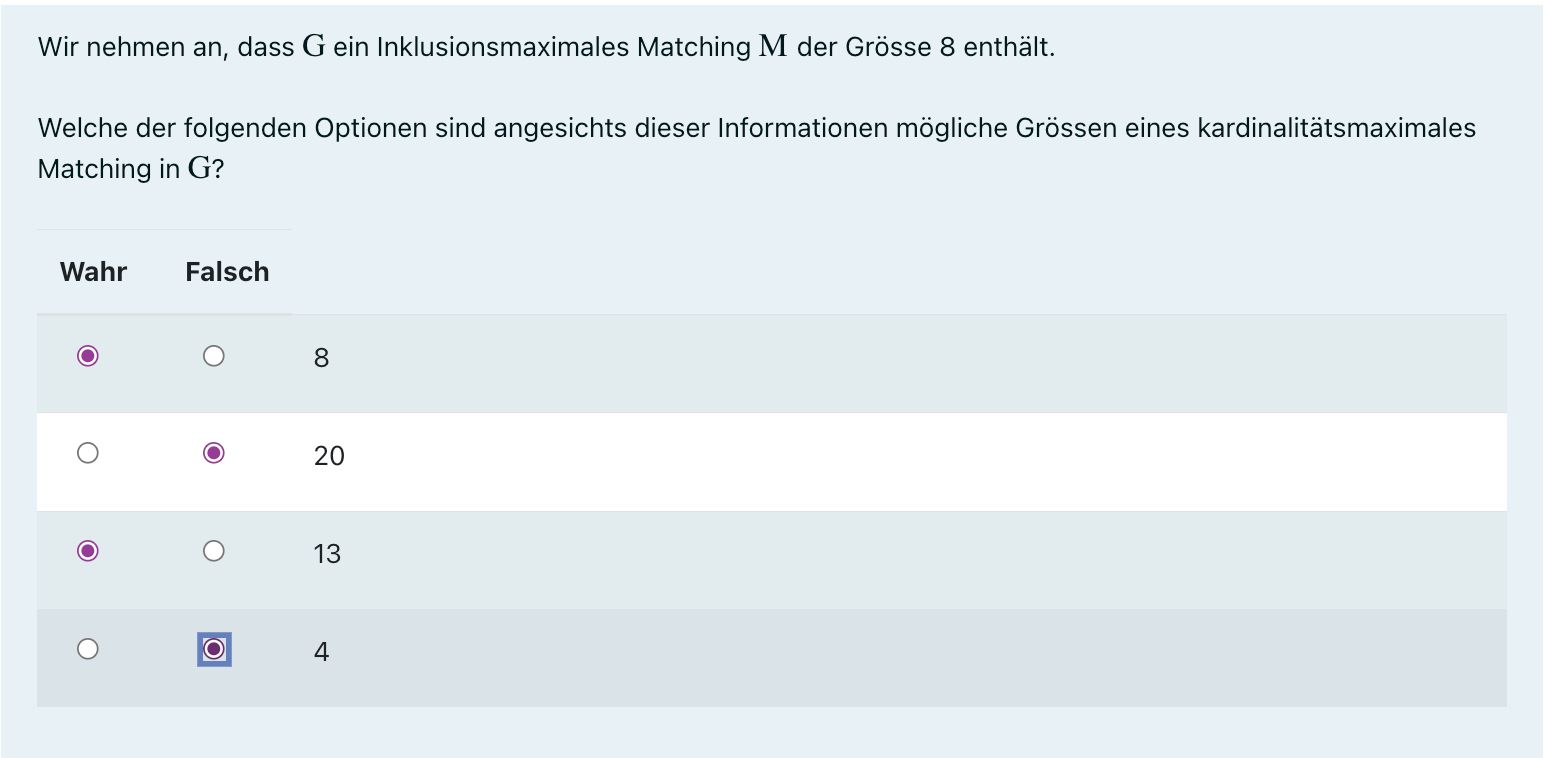 Wir nehmen an, dass G ein Inklusionsmaximales Matching M der Grösse 8 enthält.
Welche der folgenden Optionen sind angesichts dieser Informationen mögliche Grössen eines kardinalitätsmaximales
Matching in G?
Wahr Falsch
8
20
13
4